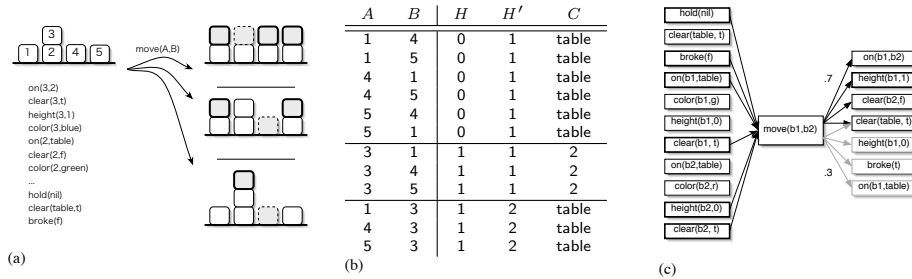 3
1 2 4 5
move(A,B)
on(3,2)
clear(3,t)
height(3,1)
color(3,blue)
on(2,table)
clear(2,f)
color(2,green)
...
hold(nil)
clear(table,t)
broke(f)
(a)
A B H H′ C
1 4 0 1 table
1 5 0 1 table
4 1 0 1 table
4 5 0 1 table
5 4 0 1 table
5 1 0 1 table
3 1 1 1 2
3 4 1 1 2
3 5 1 1 2
1 3 1 2 table
4 3 1 2 table
5 3 1 2 table
(b)
hold(nil)
clear(table, t)
broke(f)
on(b1,table)
color(b1,g)
height(b1,0)
clear(b1, t)
on(b2,table)
color(b2,r)
height(b2,0)
clear(b2, t)
move(b1,b2)
.7
.3
on(b1,b2)
height(b1,1)
clear(b2,f)
clear(table, t)
height(b1,0)
broke(t)
on(b1,table)
(c)